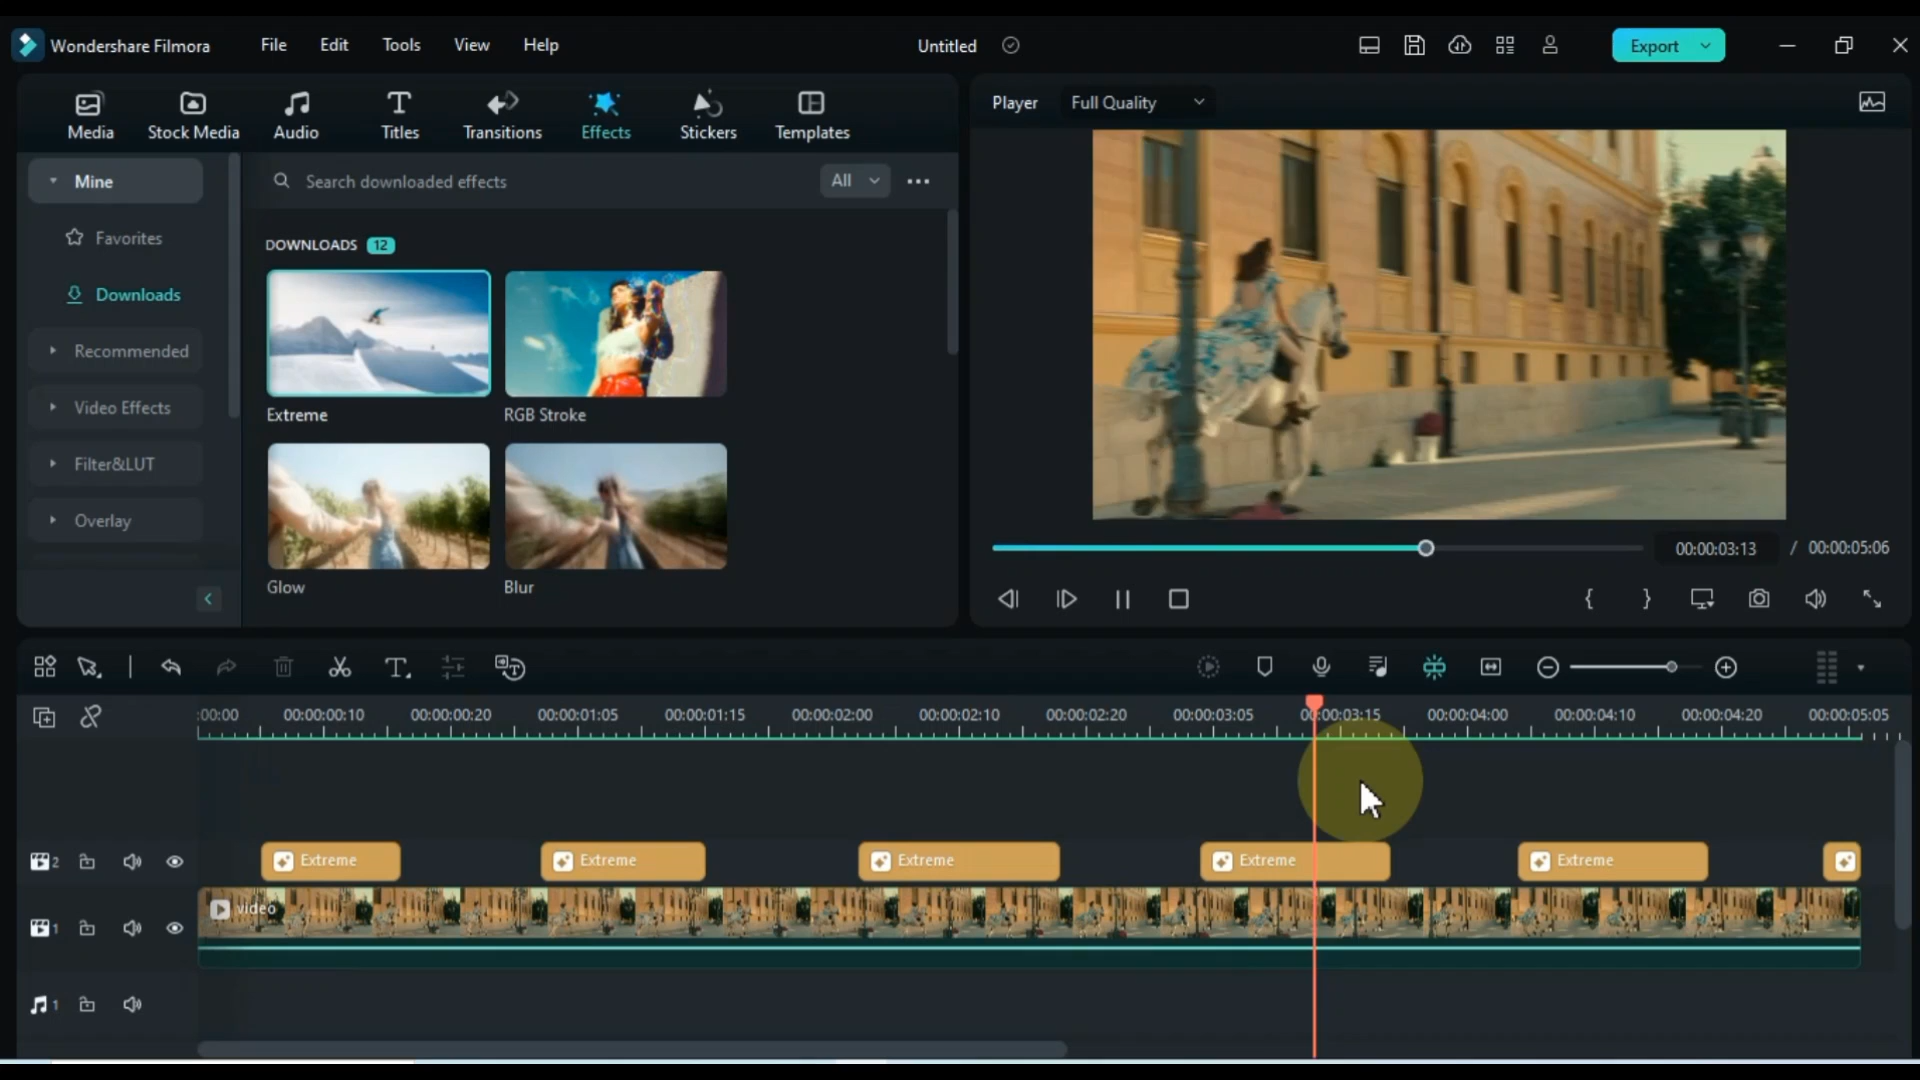 Wondershare Filmora File Edit Tools View Help Untitled Export
Media Stock Media Audio Titles Transitions Effects Stickers Templates
Player Full Quality
Mine
Search downloaded effects All
Favorites
DOWNLOADS 12
Downloads
Recommended
Video Effects
Filter&LUT
Overlay
Extreme RGB Stroke
Glow Blur
00:00:03:13 / 00:00:05:06
:00:00 00:00:00:10 00:00:00:20 00:00:01:05 00:00:01:15 00:00:02:00 00:00:02:10 00:00:02:20 00:00:03:05 00:00:03:15 00:00:04:00 00:00:04:10 00:00:04:20 00:00:05:05
2 Extreme Extreme Extreme Extreme Extreme
video
1
1